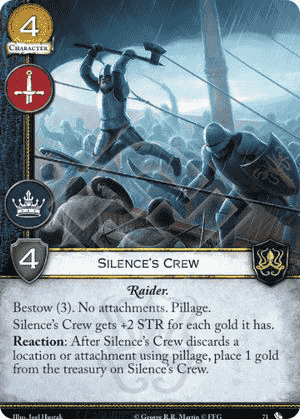 4
CHARACTER
4
SILENCE'S CREW
Raider.
Bestow (3). No attachments. Pillage.
Silence's Crew gets +2 STR for each gold it has.
Reaction: After Silence's Crew discards a
location or attachment using pillage, place 1 gold
from the treasury on Silence's Crew.
Illus. Joel Hustak © George R.R. Martin © FFG 71